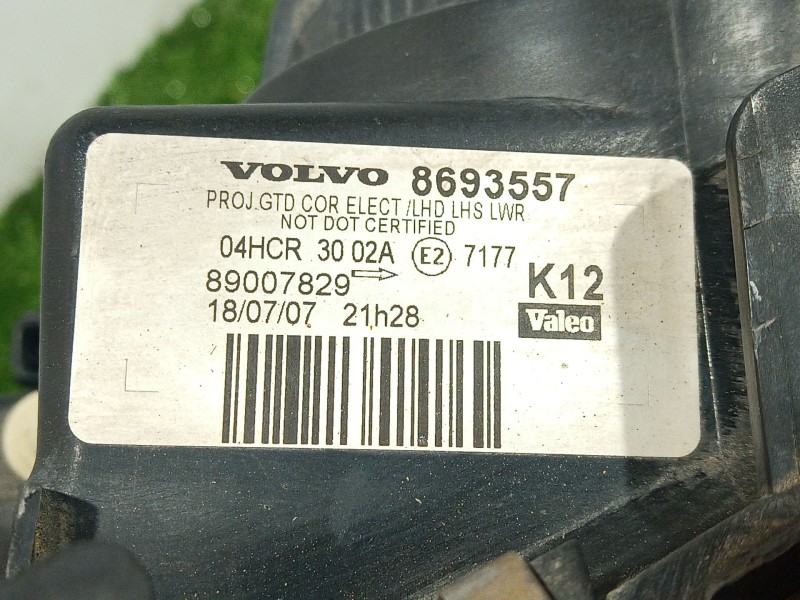 VOLVO 8693557
PROJ.GTD COR ELECT /LHD LHS LWR
NOT DOT CERTIFIED
04HCR 30 02A E2 7177
89007829 K12
18/07/07 21h28 Valeo